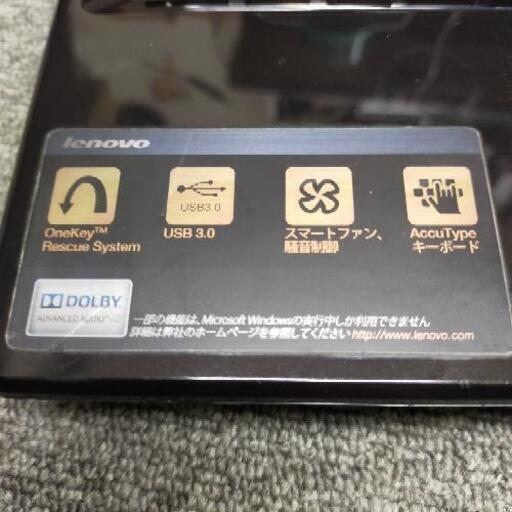 lenovo
USB3.0
OneKey™
Rescue System
USB 3.0
スマートファン、
騒音制御
AccuType
キーボード
DOLBY
ADVANCED AUDIO
一部の機能は、Microsoft Windowsの実行中しか利用できません
詳細は弊社のホームページを参照してください http://www.lenovo.com